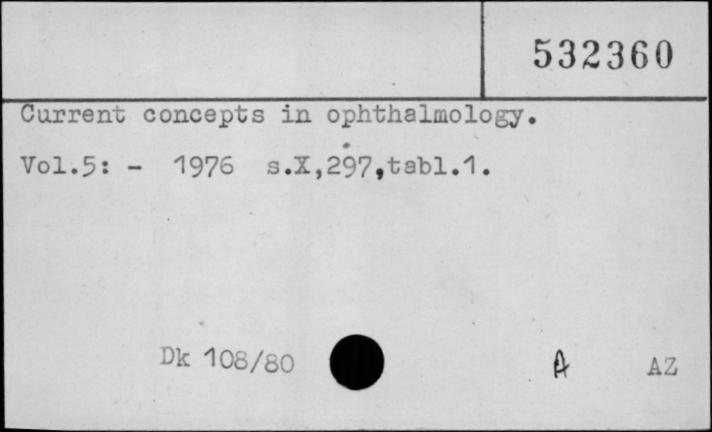 532360
Current concepts in ophthalmology.
Vol.5: - 1976 s.X,297,tabl.1.
Dk 108/80 A AZ